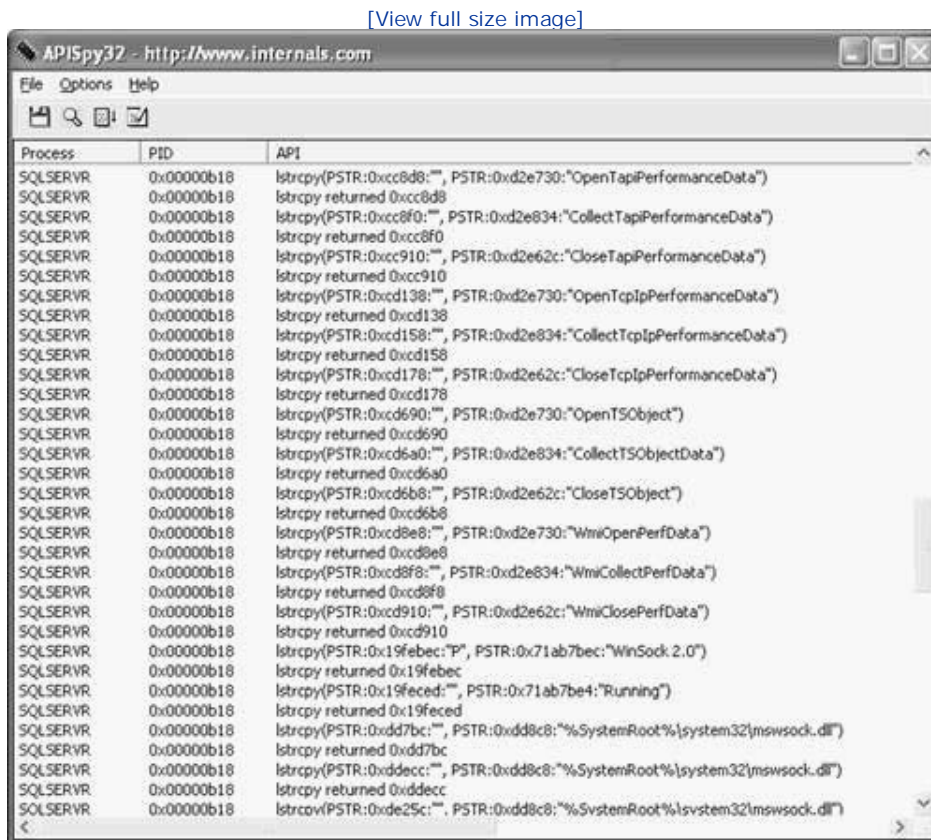 [View full size image]
APISpy32 - http://www.internals.com
File Options Help
Process PID API
SQLSERVR 0x00000b18 lstrcpy(PSTR:0xcc8d8:"", PSTR:0xd2e730:"OpenTapiPerformanceData")
SQLSERVR 0x00000b18 lstrcpy returned 0xcc8d8
SQLSERVR 0x00000b18 lstrcpy(PSTR:0xcc8f0:"", PSTR:0xd2e834:"CollectTapiPerformanceData")
SQLSERVR 0x00000b18 lstrcpy returned 0xcc8f0
SQLSERVR 0x00000b18 lstrcpy(PSTR:0xcc910:"", PSTR:0xd2e62c:"CloseTapiPerformanceData")
SQLSERVR 0x00000b18 lstrcpy returned 0xcc910
SQLSERVR 0x00000b18 lstrcpy(PSTR:0xcd138:"", PSTR:0xd2e730:"OpenTcpIpPerformanceData")
SQLSERVR 0x00000b18 lstrcpy returned 0xcd138
SQLSERVR 0x00000b18 lstrcpy(PSTR:0xcd158:"", PSTR:0xd2e834:"CollectTcpIpPerformanceData")
SQLSERVR 0x00000b18 lstrcpy returned 0xcd158
SQLSERVR 0x00000b18 lstrcpy(PSTR:0xcd178:"", PSTR:0xd2e62c:"CloseTcpIpPerformanceData")
SQLSERVR 0x00000b18 lstrcpy returned 0xcd178
SQLSERVR 0x00000b18 lstrcpy(PSTR:0xcd690:"", PSTR:0xd2e730:"OpenTSObject")
SQLSERVR 0x00000b18 lstrcpy returned 0xcd690
SQLSERVR 0x00000b18 lstrcpy(PSTR:0xcd6a0:"", PSTR:0xd2e834:"CollectTSObjectData")
SQLSERVR 0x00000b18 lstrcpy returned 0xcd6a0
SQLSERVR 0x00000b18 lstrcpy(PSTR:0xcd6b8:"", PSTR:0xd2e62c:"CloseTSObject")
SQLSERVR 0x00000b18 lstrcpy returned 0xcd6b8
SQLSERVR 0x00000b18 lstrcpy(PSTR:0xcd8e8:"", PSTR:0xd2e730:"WmiOpenPerfData")
SQLSERVR 0x00000b18 lstrcpy returned 0xcd8e8
SQLSERVR 0x00000b18 lstrcpy(PSTR:0xcd8f8:"", PSTR:0xd2e834:"WmiCollectPerfData")
SQLSERVR 0x00000b18 lstrcpy returned 0xcd8f8
SQLSERVR 0x00000b18 lstrcpy(PSTR:0xcd910:"", PSTR:0xd2e62c:"WmiClosePerfData")
SQLSERVR 0x00000b18 lstrcpy returned 0xcd910
SQLSERVR 0x00000b18 lstrcpy(PSTR:0x19febec:"P", PSTR:0x71ab7bec:"WinSock 2.0")
SQLSERVR 0x00000b18 lstrcpy returned 0x19febec
SQLSERVR 0x00000b18 lstrcpy(PSTR:0x19feced:"", PSTR:0x71ab7be4:"Running")
SQLSERVR 0x00000b18 lstrcpy returned 0x19feced
SQLSERVR 0x00000b18 lstrcpy(PSTR:0xdd7bc:"", PSTR:0xdd8c8:"%SystemRoot%\system32\mswsock.dll")
SQLSERVR 0x00000b18 lstrcpy returned 0xdd7bc
SQLSERVR 0x00000b18 lstrcpy(PSTR:0xddecc:"", PSTR:0xdd8c8:"%SystemRoot%\system32\mswsock.dll")
SQLSERVR 0x00000b18 lstrcpy returned 0xddecc
SQLSERVR 0x00000b18 lstrcpy(PSTR:0xde25c:"", PSTR:0xdd8c8:"%SystemRoot%\system32\mswsock.dll")